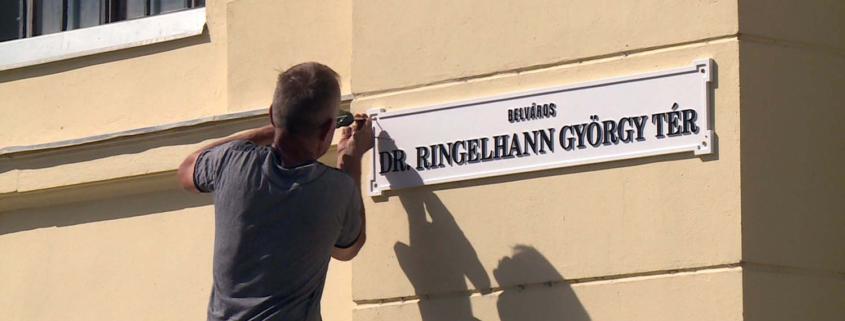 BELVÁROS
DR. RINGELHANN GYÖRGY TÉR